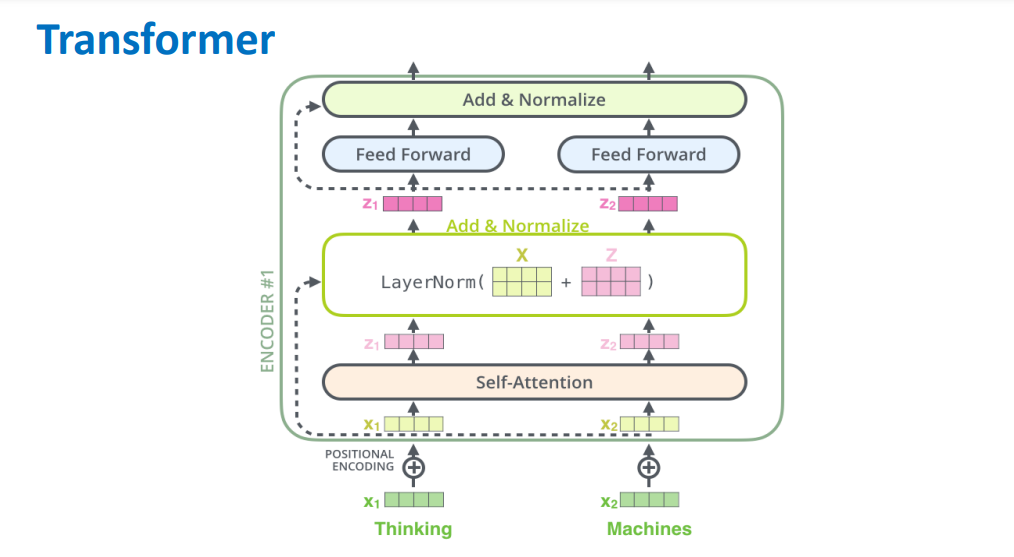 Transformer
Add & Normalize
Feed Forward
Feed Forward
z1
z2
Add & Normalize
X
Z
LayerNorm( + )
ENCODER #1
z1
z2
Self-Attention
x1
x2
POSITIONAL
ENCODING
x1
x2
Thinking
Machines